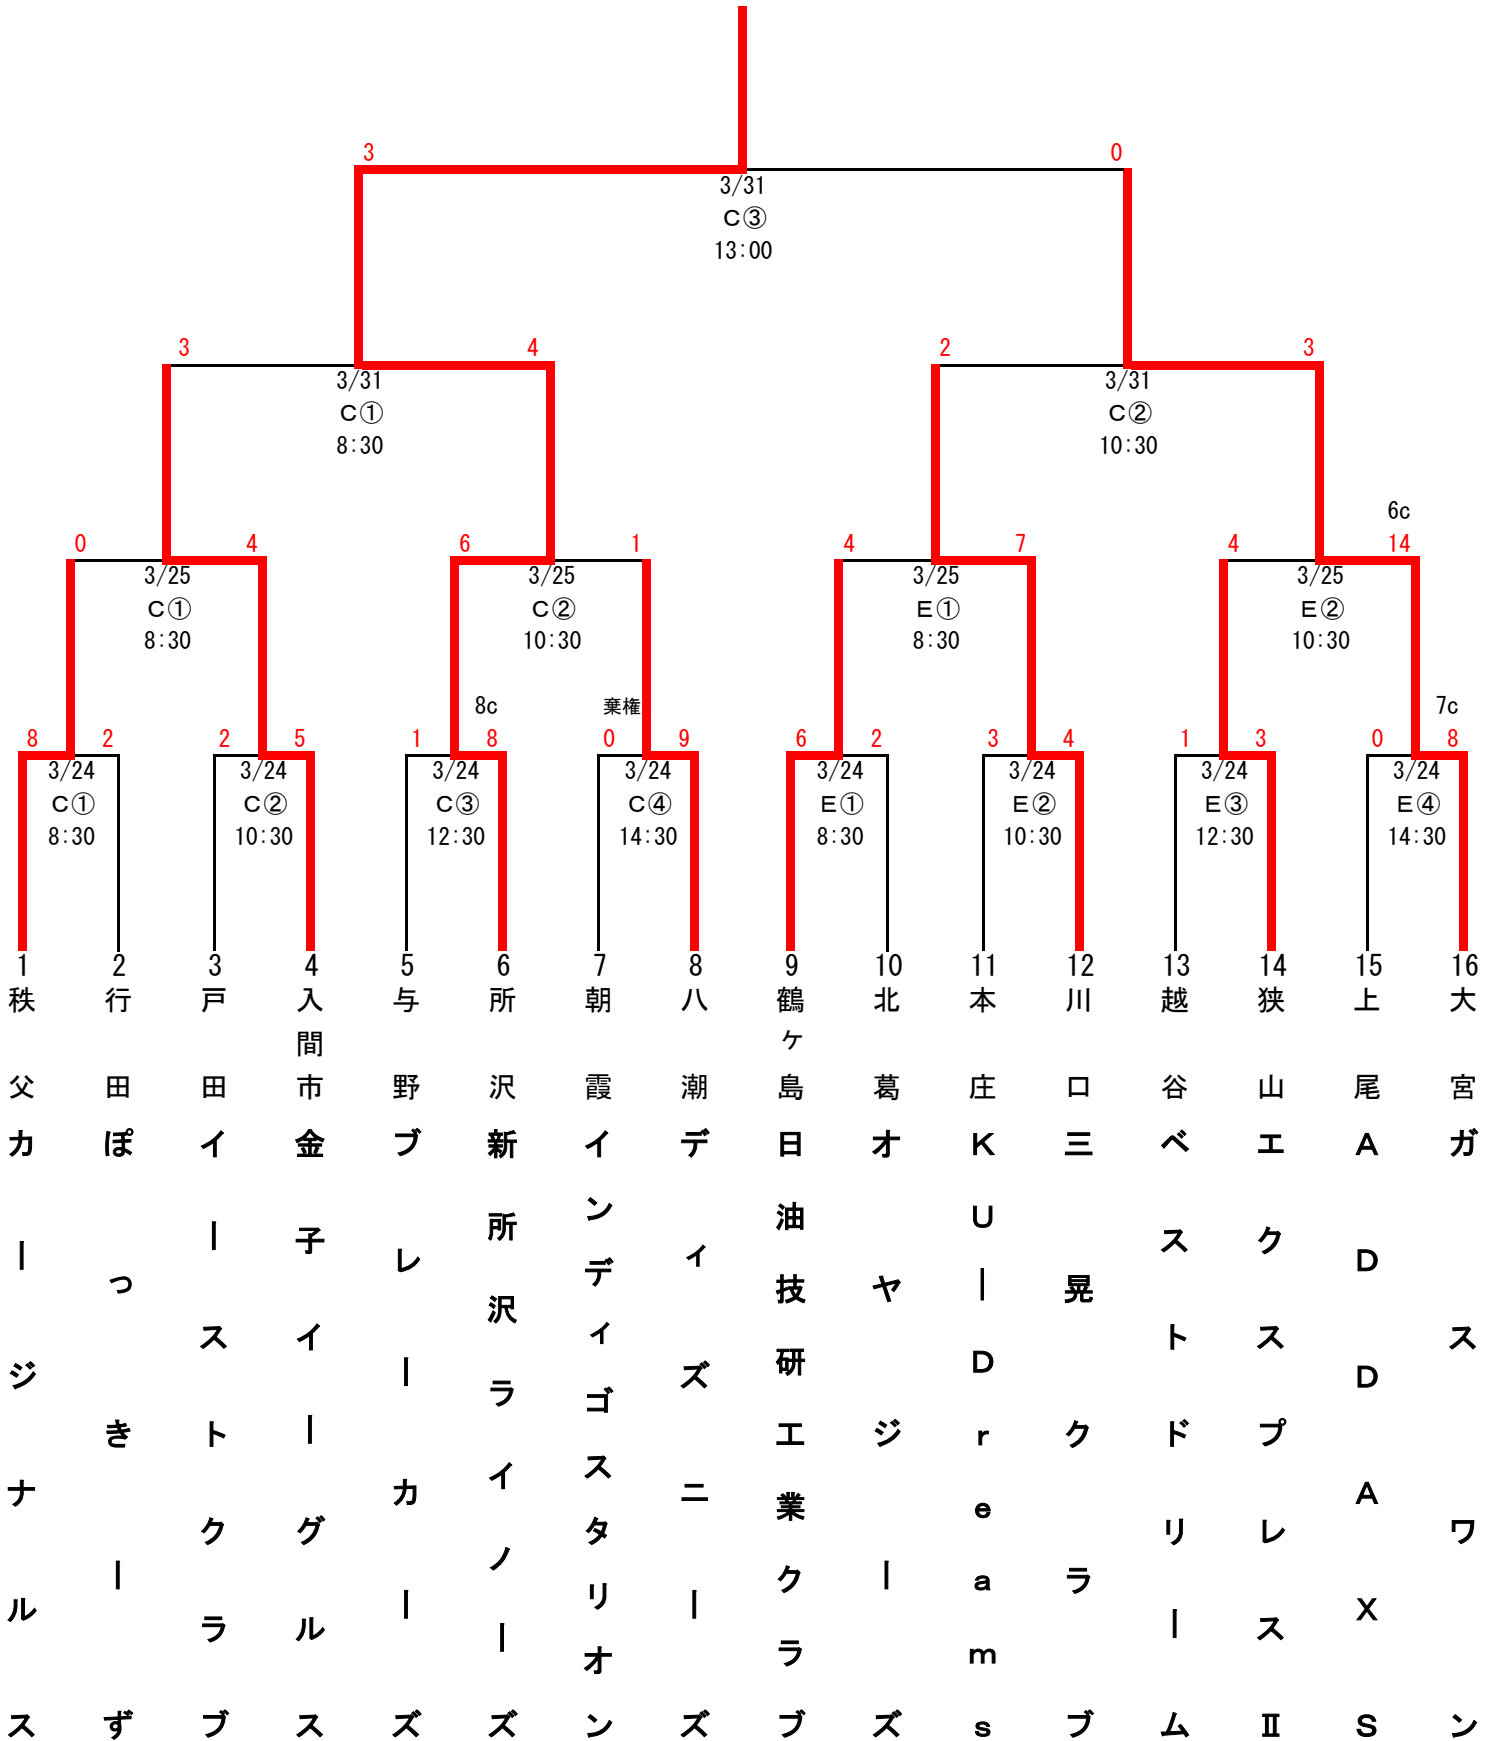 3 0
3/31
C③
13:00
3 4 2 3
3/31 3/31
C① C②
8:30 10:30
6c
0 4 6 1 4 7 4 14
3/25 3/25 3/25 3/25
C① C② E① E②
8:30 10:30 8:30 10:30
8c 棄権 7c
8 2 2 5 1 8 0 9 6 2 3 4 1 3 0 8
3/24 3/24 3/24 3/24 3/24 3/24 3/24 3/24
C① C② C③ C④ E① E② E③ E④
8:30 10:30 12:30 14:30 8:30 10:30 12:30 14:30
1 秩父 カージナルス
2 行田 ぽっきーず
3 戸田 イーストクラブ
4 入間市 金子イーグルス
5 与野 ブレーカーズ
6 所沢 新所沢ライノーズ
7 朝霞 インディゴスタリオン
8 八潮 ディズニーズ
9 鶴ケ島 日油技研工業クラブ
10 北葛 オヤジーズ
11 本庄 KU－Dreams
12 川口 三晃クラブ
13 越谷 ベストドリーム
14 狭山 エクスプレスⅡ
15 上尾 ADDAXS
16 大宮 ガスワン